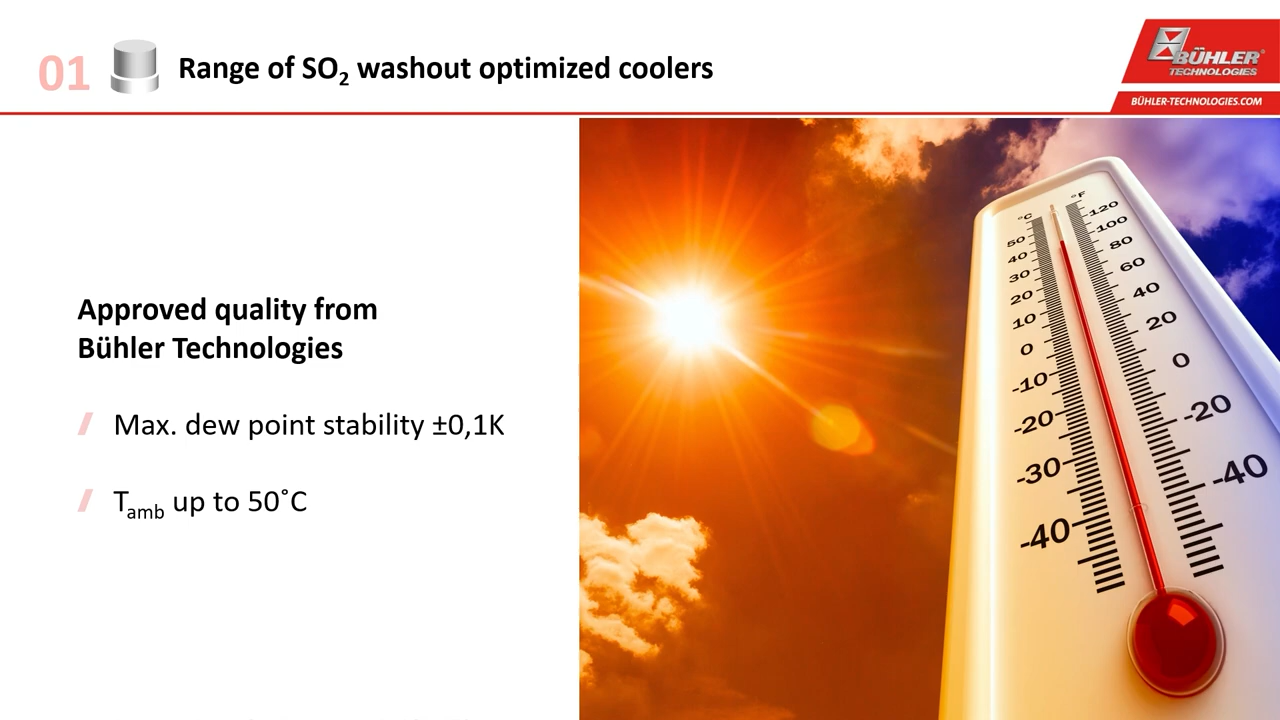 01
Range of SO₂ washout optimized coolers
BÜHLER®
TECHNOLOGIES
BÜHLER-TECHNOLOGIES.COM
Approved quality from
Bühler Technologies
Max. dew point stability ±0,1K
Tamb up to 50˚C
°C
°F
50
40
30
20
10
0
-10
-20
-30
-40
120
100
80
60
40
20
0
-20
-40